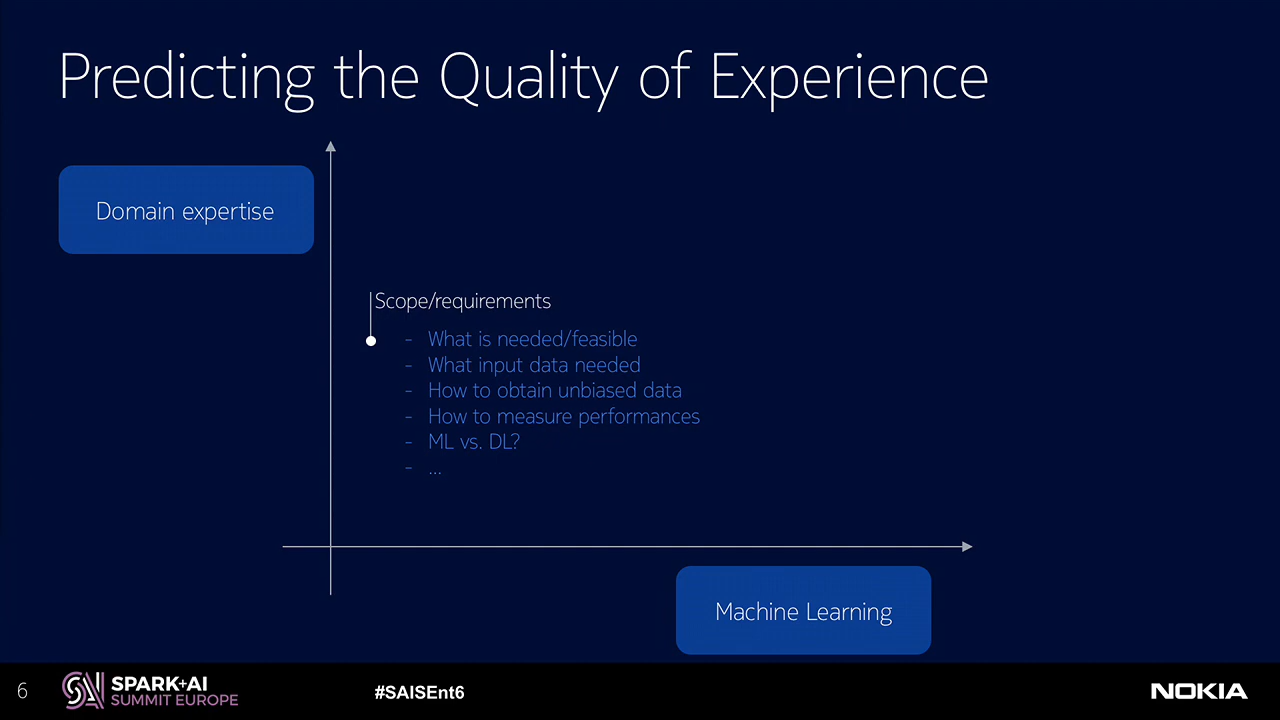 Predicting the Quality of Experience
Domain expertise
Scope/requirements
- What is needed/feasible
- What input data needed
- How to obtain unbiased data
- How to measure performances
- ML vs. DL?
- ...
Machine Learning
6
SPARK+AI
SUMMIT EUROPE
#SAISEnt6
NOKIA